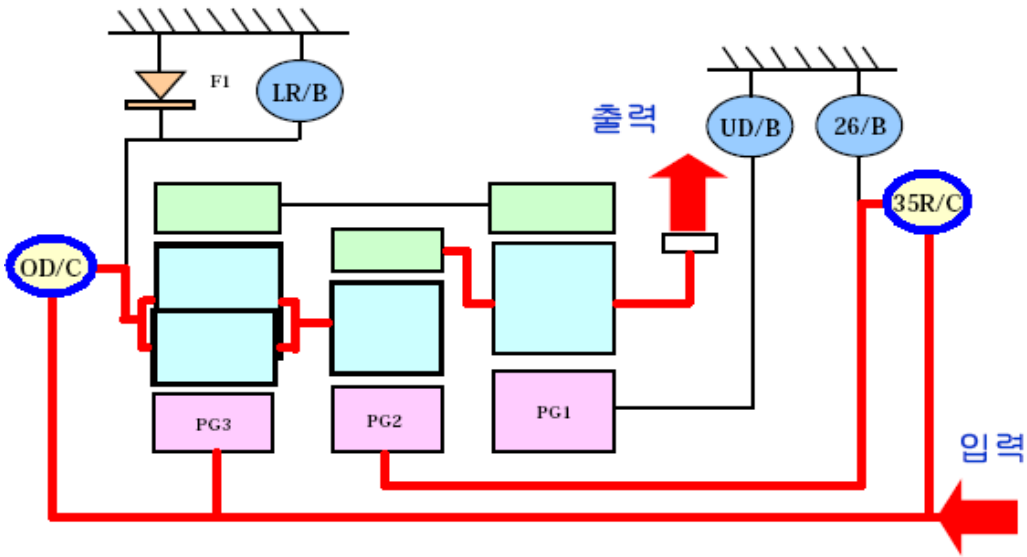 F1
LR/B
출력
UD/B
26/B
35R/C
OD/C
PG3
PG2
PG1
입력